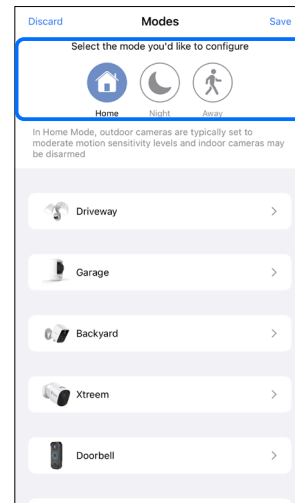 Discard Modes Save
Select the mode you'd like to configure
Home Night Away
In Home Mode, outdoor cameras are typically set to
moderate motion sensitivity levels and indoor cameras may
be disarmed
Driveway
Garage
Backyard
Xtreem
Doorbell